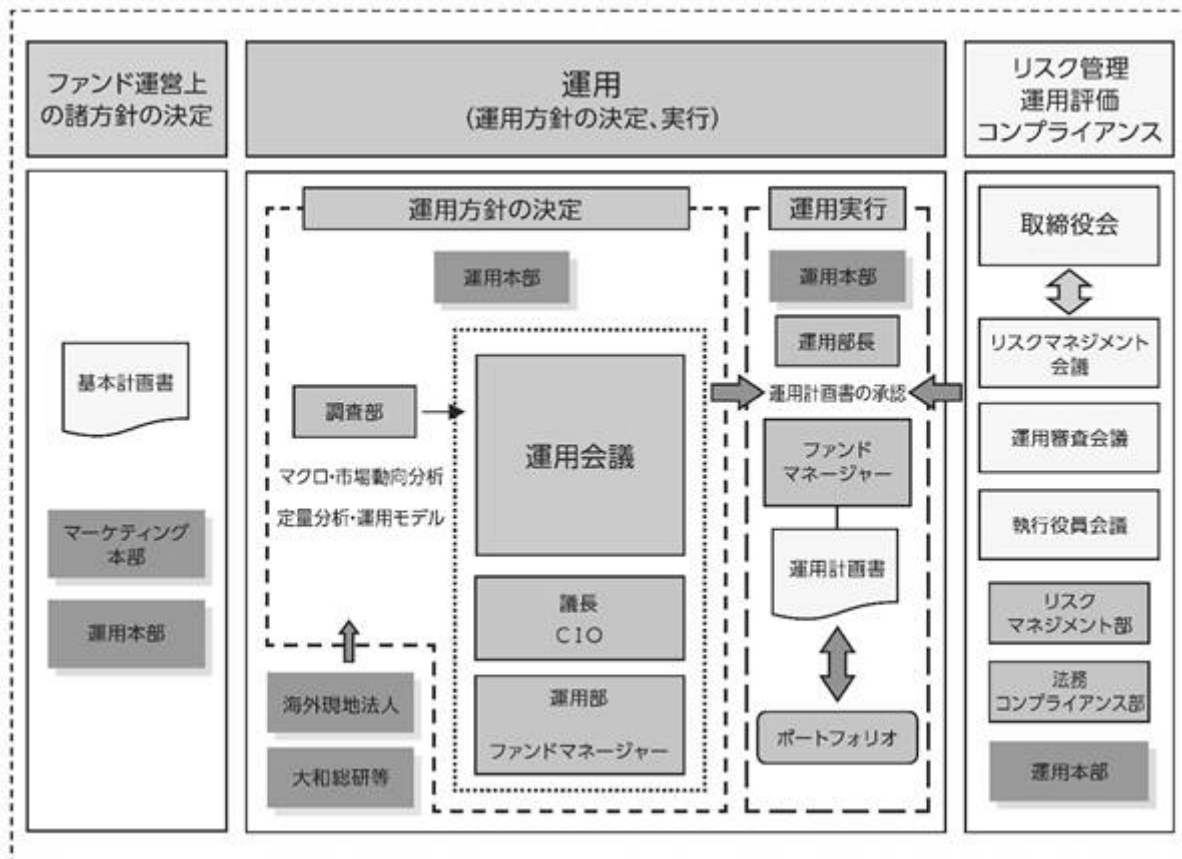 ファンド運営上
の諸方針の決定
運用
(運用方針の決定、実行)
リスク管理
運用評価
コンプライアンス
基本計画書
マーケティング
本部
運用本部
運用方針の決定
運用本部
調査部
マクロ・市場動向分析
定量分析・運用モデル
海外現地法人
大和総研等
運用会議
議長
CIO
運用部
ファンドマネージャー
運用実行
運用本部
運用部長
運用計画書の承認
ファンド
マネージャー
運用計画書
ポートフォリオ
取締役会
リスクマネジメント
会議
運用審査会議
執行役員会議
リスク
マネジメント部
法務
コンプライアンス部
運用本部